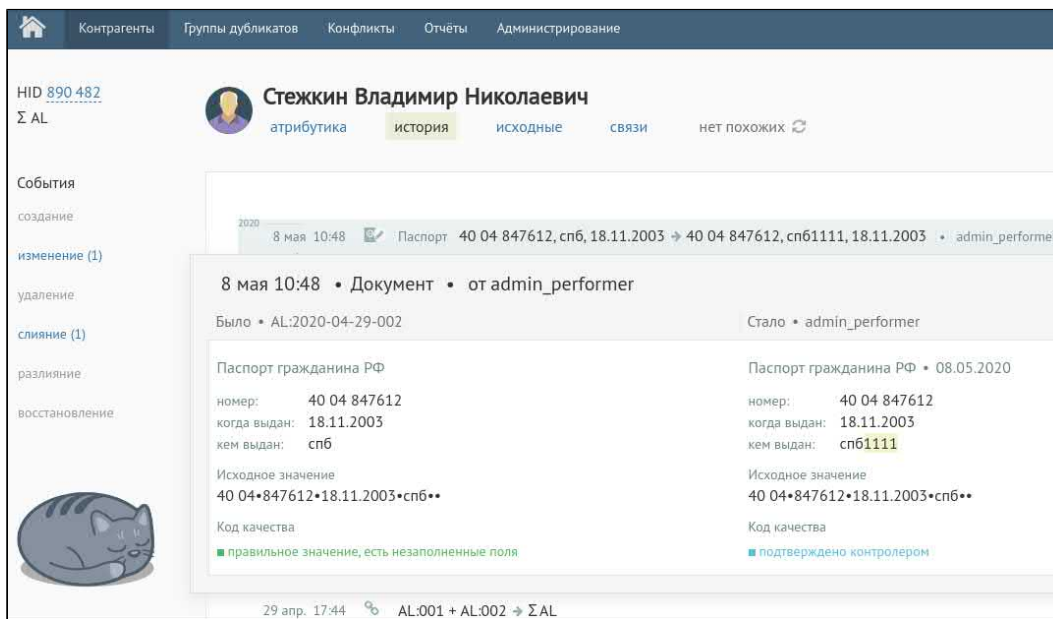 Контрагенты Группы дубликатов Конфликты Отчёты Администрирование
HID 890 482
Σ AL
Стежкин Владимир Николаевич
атрибутика история исходные связи нет похожих
События
создание
изменение (1)
удаление
слияние (1)
разлияние
восстановление
2020
8 мая 10:48 Паспорт 40 04 847612, спб, 18.11.2003 → 40 04 847612, спб1111, 18.11.2003 • admin_performe
8 мая 10:48 • Документ • от admin_performer
Было • AL:2020-04-29-002 Стало • admin_performer
Паспорт гражданина РФ Паспорт гражданина РФ • 08.05.2020
номер: 40 04 847612 номер: 40 04 847612
когда выдан: 18.11.2003 когда выдан: 18.11.2003
кем выдан: спб кем выдан: спб1111
Исходное значение Исходное значение
40 04•847612•18.11.2003•спб•• 40 04•847612•18.11.2003•спб••
Код качества Код качества
правильное значение, есть незаполненные поля подтверждено контролером
29 апр. 17:44 AL:001 + AL:002 → Σ AL